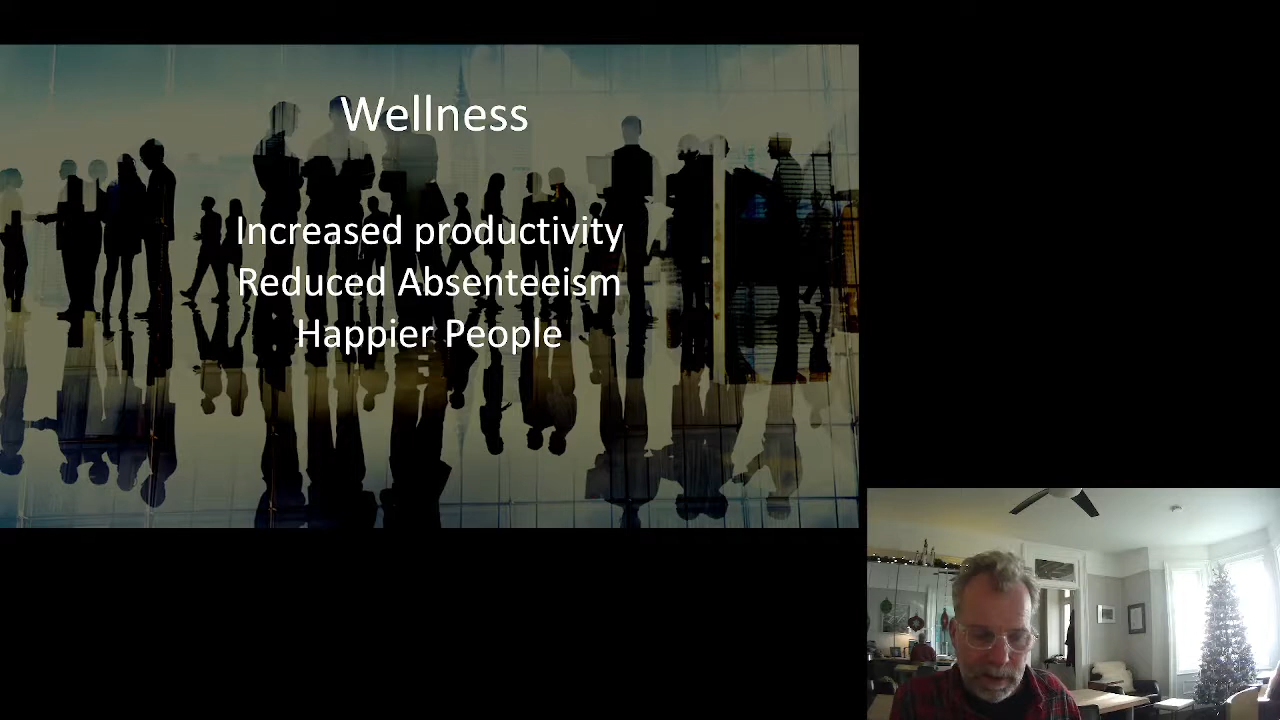 Wellness
Increased productivity
Reduced Absenteeism
Happier People